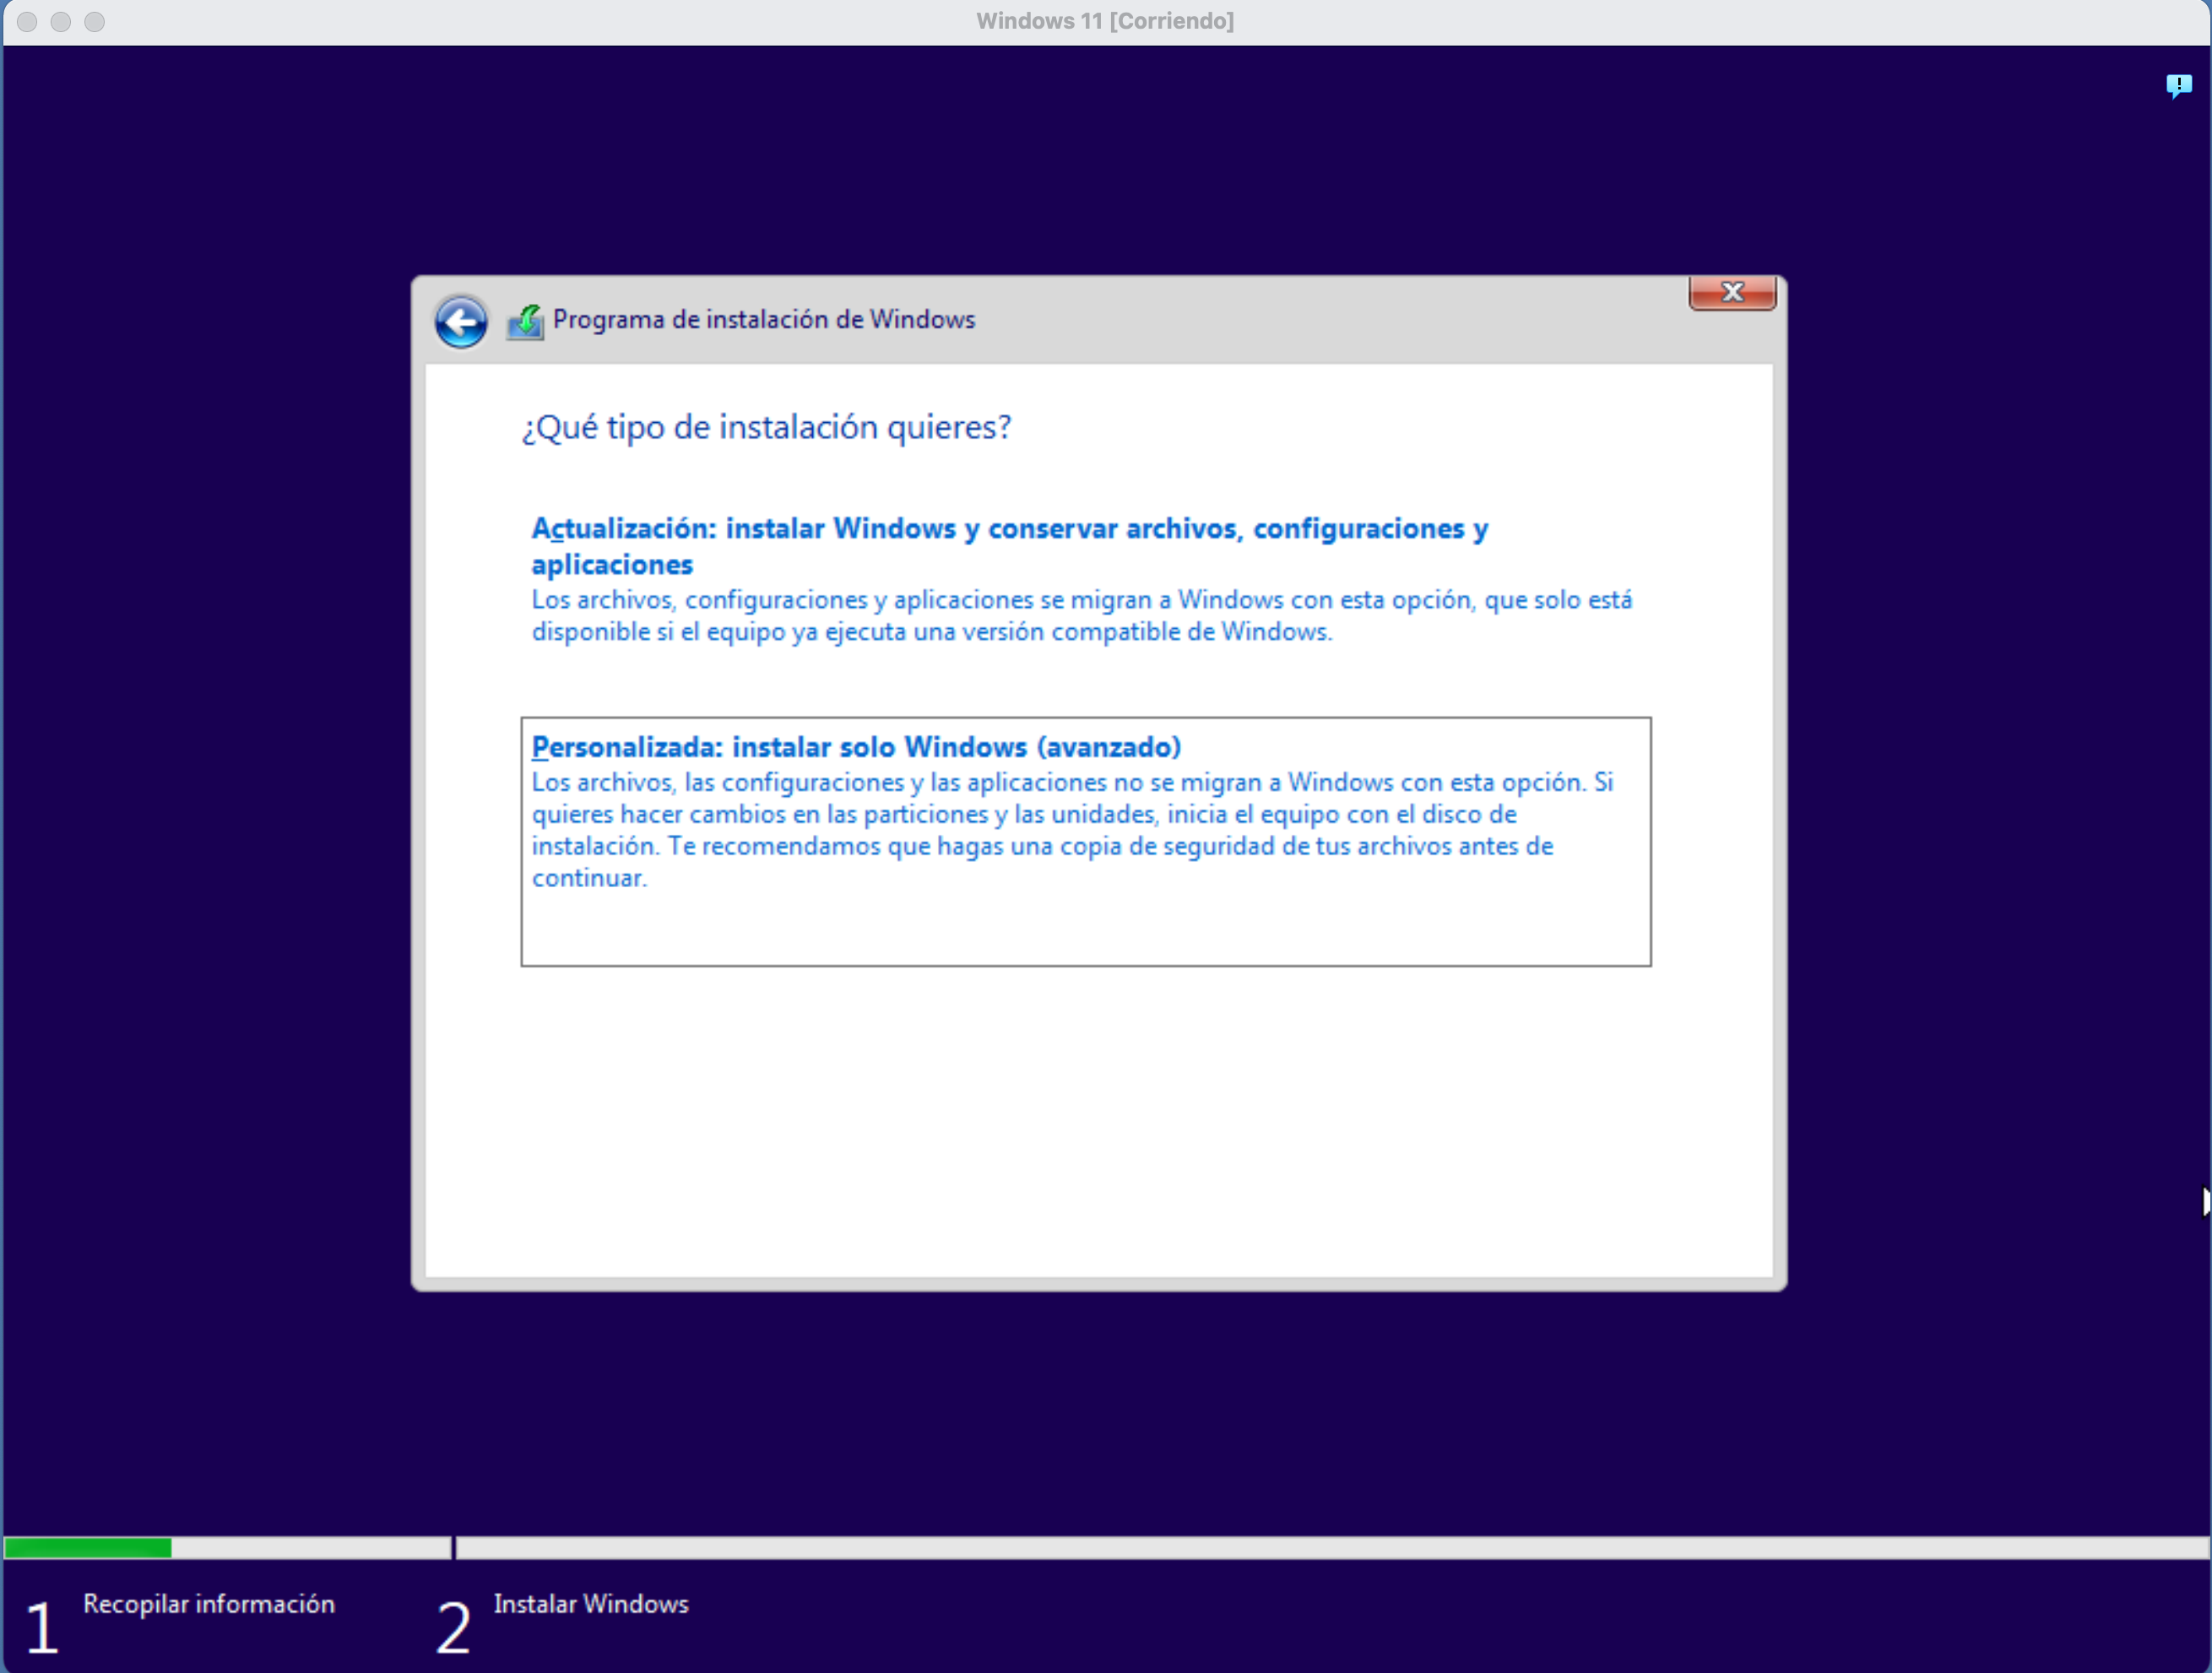 Windows 11 [Corriendo]
Programa de instalación de Windows
¿Qué tipo de instalación quieres?
Actualización: instalar Windows y conservar archivos, configuraciones y
aplicaciones
Los archivos, configuraciones y aplicaciones se migran a Windows con esta opción, que solo está
disponible si el equipo ya ejecuta una versión compatible de Windows.
Personalizada: instalar solo Windows (avanzado)
Los archivos, las configuraciones y las aplicaciones no se migran a Windows con esta opción. Si
quieres hacer cambios en las particiones y las unidades, inicia el equipo con el disco de
instalación. Te recomendamos que hagas una copia de seguridad de tus archivos antes de
continuar.
1 Recopilar información
2 Instalar Windows